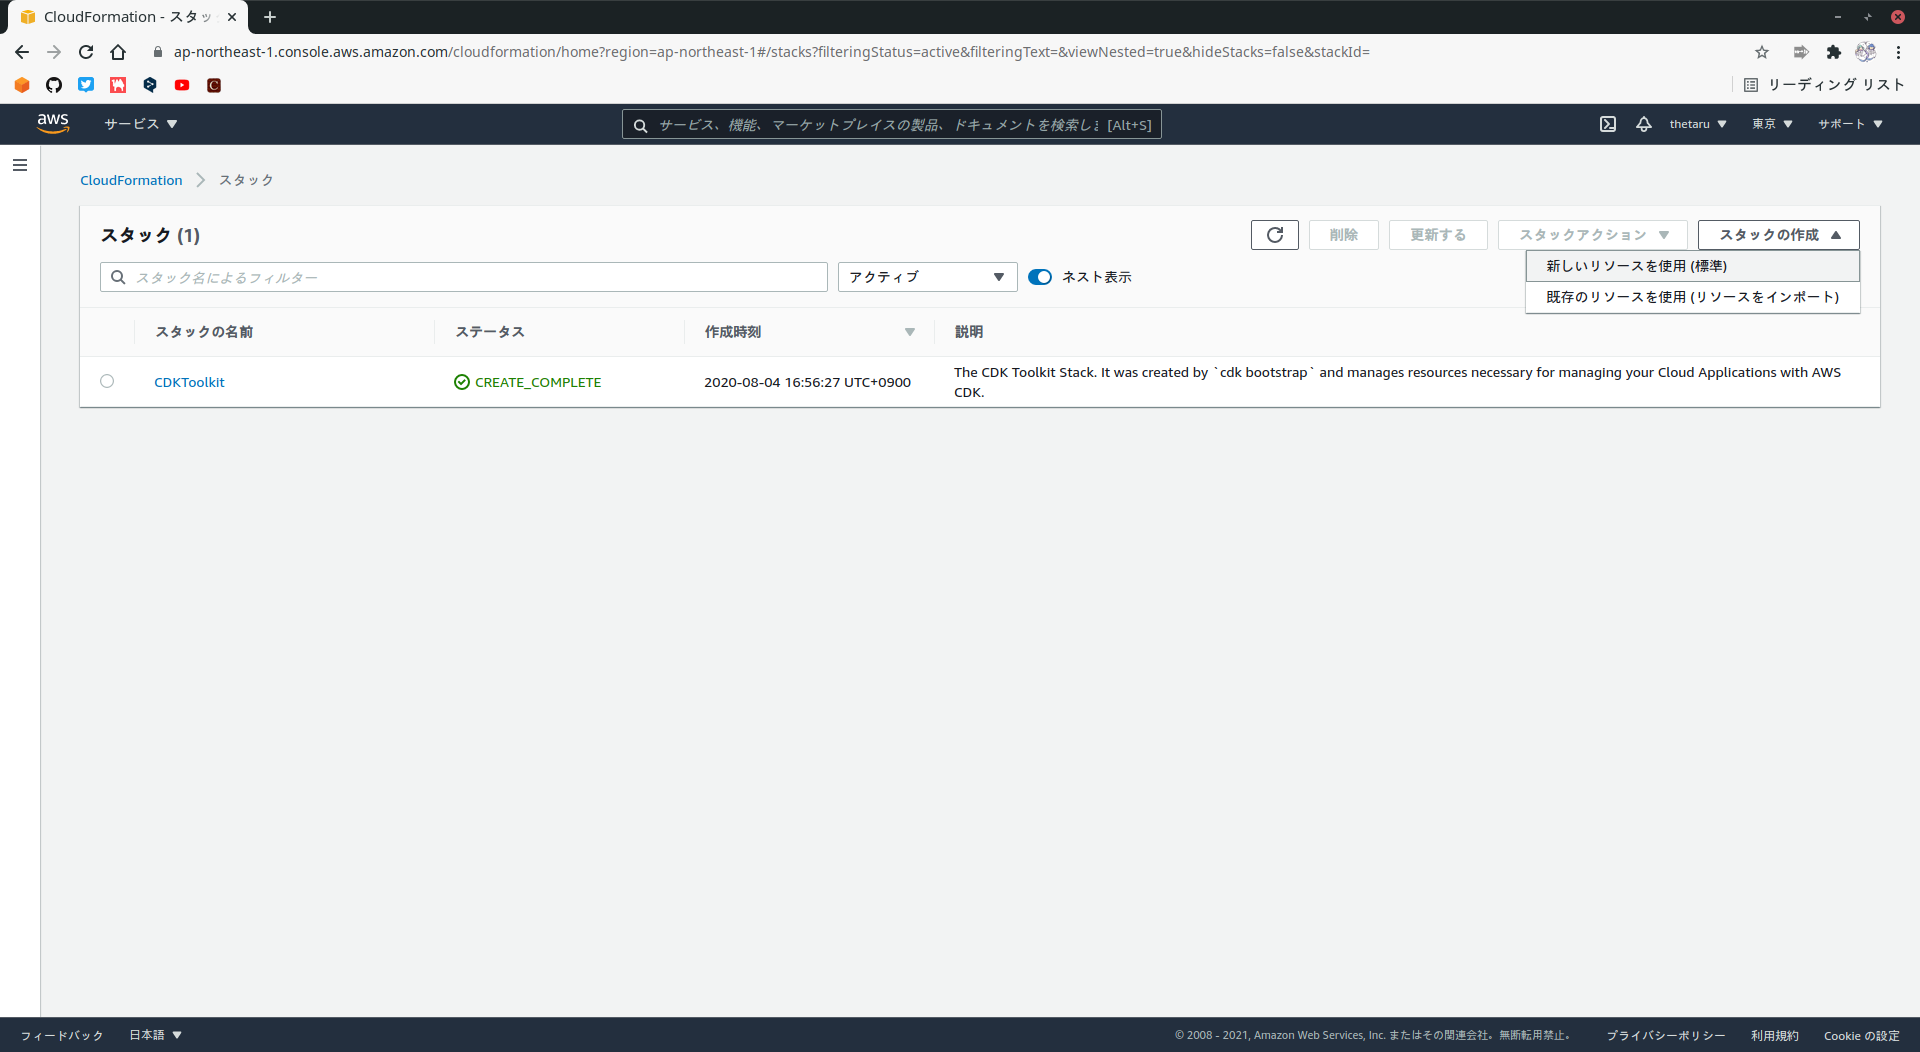 CloudFormation - スタッ
ap-northeast-1.console.aws.amazon.com/cloudformation/home?region=ap-northeast-1#/stacks?filteringStatus=active&filteringText=&viewNested=true&hideStacks=false&stackId=
リーディング リスト
aws サービス サービス、機能、マーケットプレイスの製品、ドキュメントを検索しま [Alt+S] thetaru 東京 サポート
CloudFormation スタック
スタック (1) 削除 更新する スタックアクション スタックの作成
新しいリソースを使用 (標準)
既存のリソースを使用 (リソースをインポート)
スタック名によるフィルター アクティブ ネスト表示
スタックの名前 ステータス 作成時刻 説明
CDKToolkit CREATE_COMPLETE 2020-08-04 16:56:27 UTC+0900 The CDK Toolkit Stack. It was created by `cdk bootstrap` and manages resources necessary for managing your Cloud Applications with AWS
CDK.
フィードバック 日本語 © 2008 - 2021, Amazon Web Services, Inc. またはその関連会社。無断転用禁止。 プライバシーポリシー 利用規約 Cookie の設定